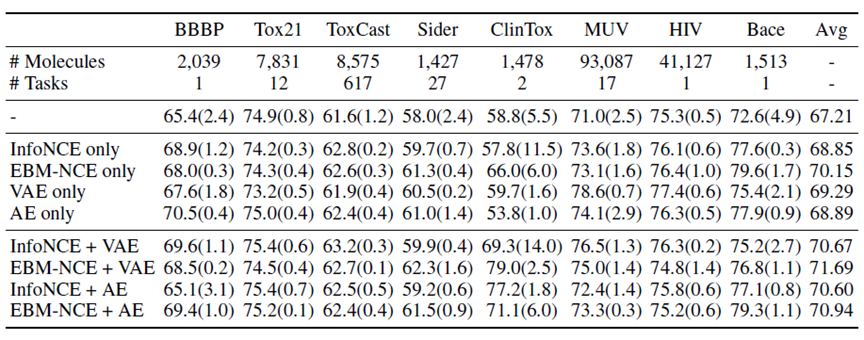 BBBP Tox21 ToxCast Sider ClinTox MUV HIV Bace Avg
# Molecules 2,039 7,831 8,575 1,427 1,478 93,087 41,127 1,513 -
# Tasks 1 12 617 27 2 17 1 1 -
- 65.4(2.4) 74.9(0.8) 61.6(1.2) 58.0(2.4) 58.8(5.5) 71.0(2.5) 75.3(0.5) 72.6(4.9) 67.21
InfoNCE only 68.9(1.2) 74.2(0.3) 62.8(0.2) 59.7(0.7) 57.8(11.5) 73.6(1.8) 76.1(0.6) 77.6(0.3) 68.85
EBM-NCE only 68.0(0.3) 74.3(0.4) 62.6(0.3) 61.3(0.4) 66.0(6.0) 73.1(1.6) 76.4(1.0) 79.6(1.7) 70.15
VAE only 67.6(1.8) 73.2(0.5) 61.9(0.4) 60.5(0.2) 59.7(1.6) 78.6(0.7) 77.4(0.6) 75.4(2.1) 69.29
AE only 70.5(0.4) 75.0(0.4) 62.4(0.4) 61.0(1.4) 53.8(1.0) 74.1(2.9) 76.3(0.5) 77.9(0.9) 68.89
InfoNCE + VAE 69.6(1.1) 75.4(0.6) 63.2(0.3) 59.9(0.4) 69.3(14.0) 76.5(1.3) 76.3(0.2) 75.2(2.7) 70.67
EBM-NCE + VAE 68.5(0.2) 74.5(0.4) 62.7(0.1) 62.3(1.6) 79.0(2.5) 75.0(1.4) 74.8(1.4) 76.8(1.1) 71.69
InfoNCE + AE 65.1(3.1) 75.4(0.7) 62.5(0.5) 59.2(0.6) 77.2(1.8) 72.4(1.4) 75.8(0.6) 77.1(0.8) 70.60
EBM-NCE + AE 69.4(1.0) 75.2(0.1) 62.4(0.4) 61.5(0.9) 71.1(6.0) 73.3(0.3) 75.2(0.6) 79.3(1.1) 70.94